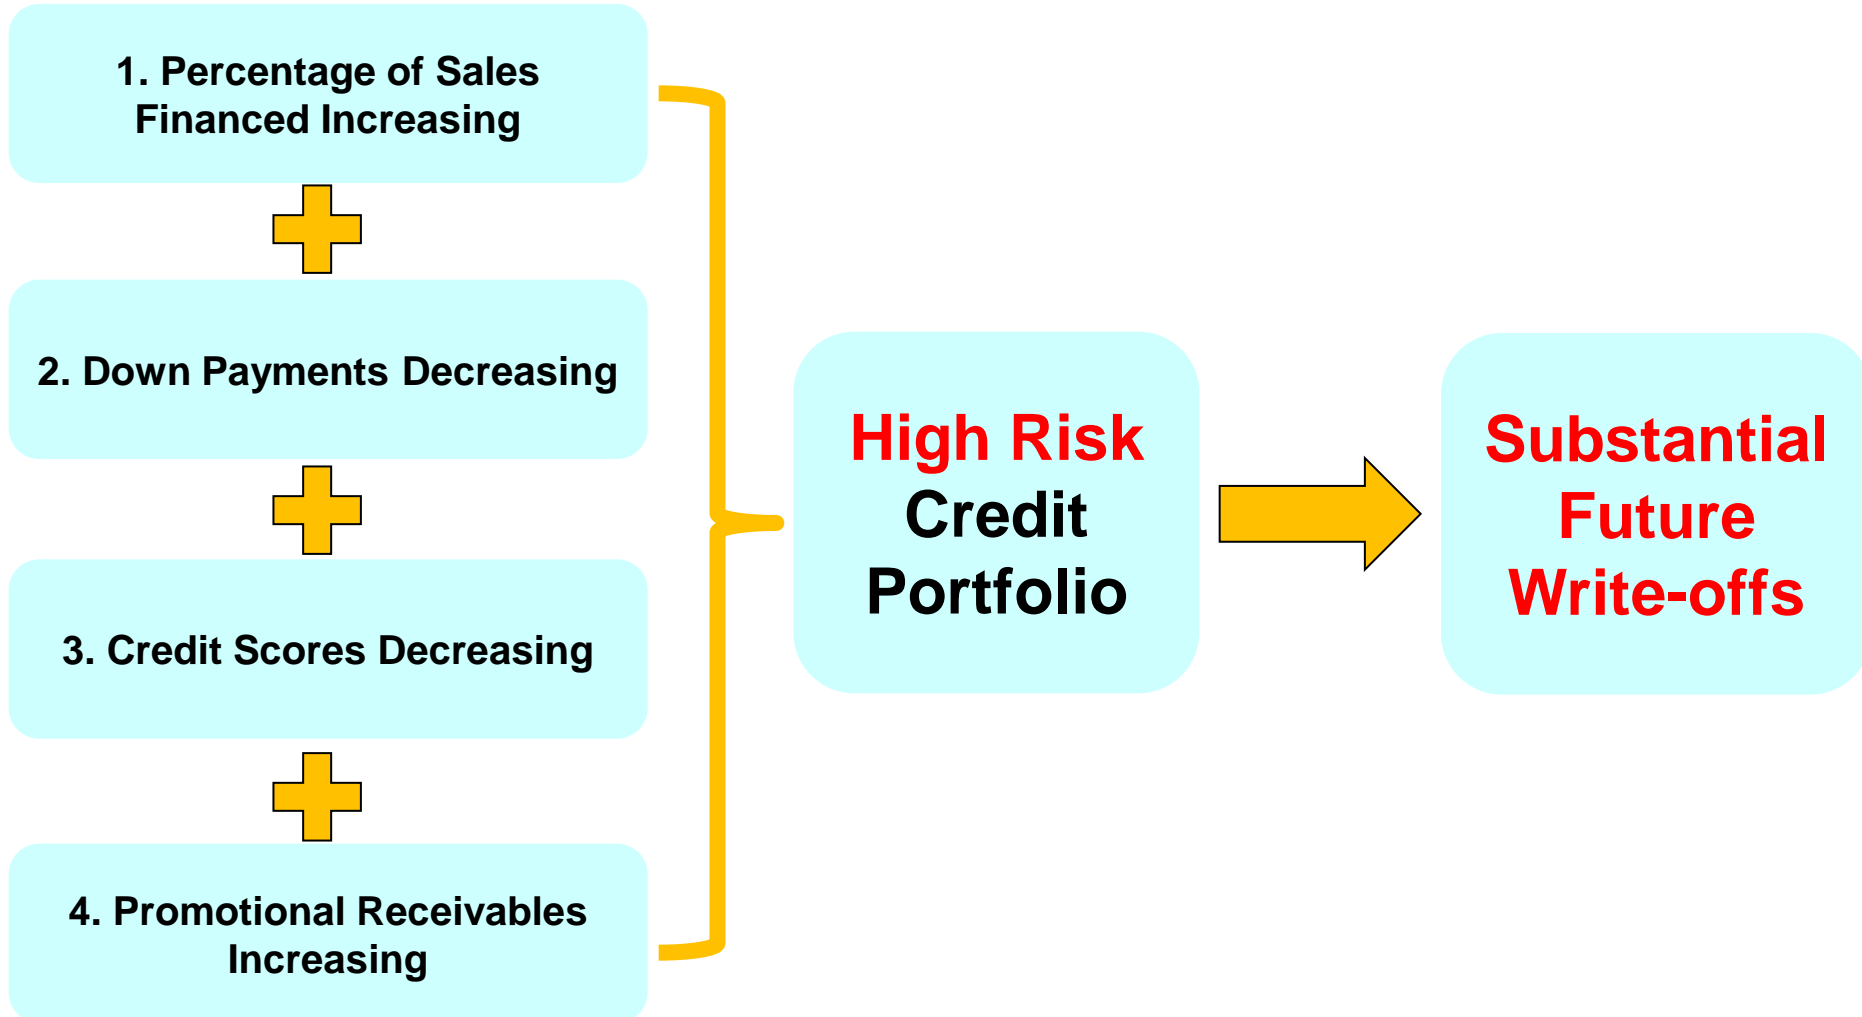 1. Percentage of Sales
Financed Increasing
2. Down Payments Decreasing
3. Credit Scores Decreasing
4. Promotional Receivables
Increasing
High Risk
Credit
Portfolio
Substantial
Future
Write-offs